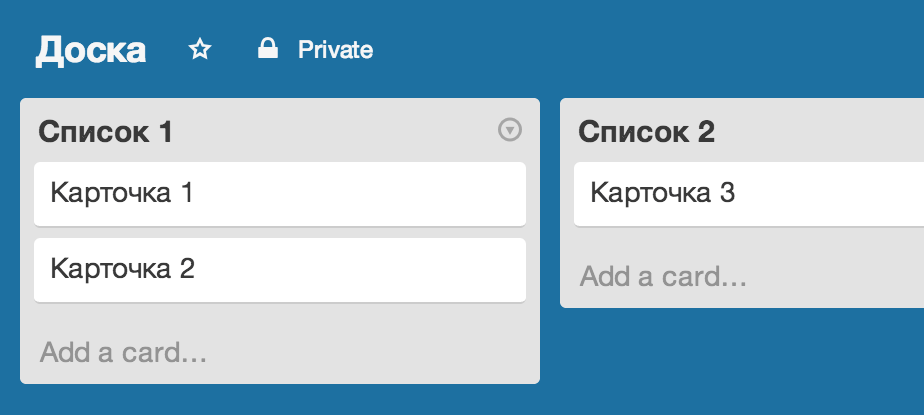 Доска Private
Список 1
Карточка 1
Карточка 2
Add a card...
Список 2
Карточка 3
Add a card...